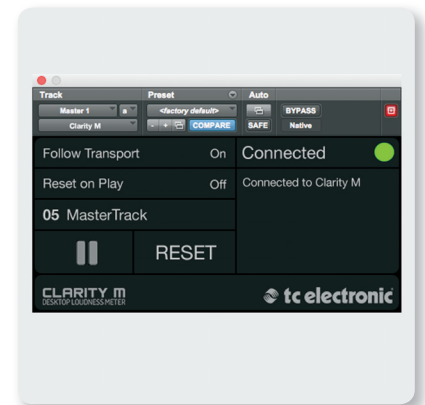 Track Preset Auto
Master 1 a <factory default> BYPASS
Clarity M - + COMPARE SAFE Native
Follow Transport On
Connected
Reset on Play Off
Connected to Clarity M
05 MasterTrack
RESET
CLARITY M
DESKTOP LOUDNESS METER
tc electronic